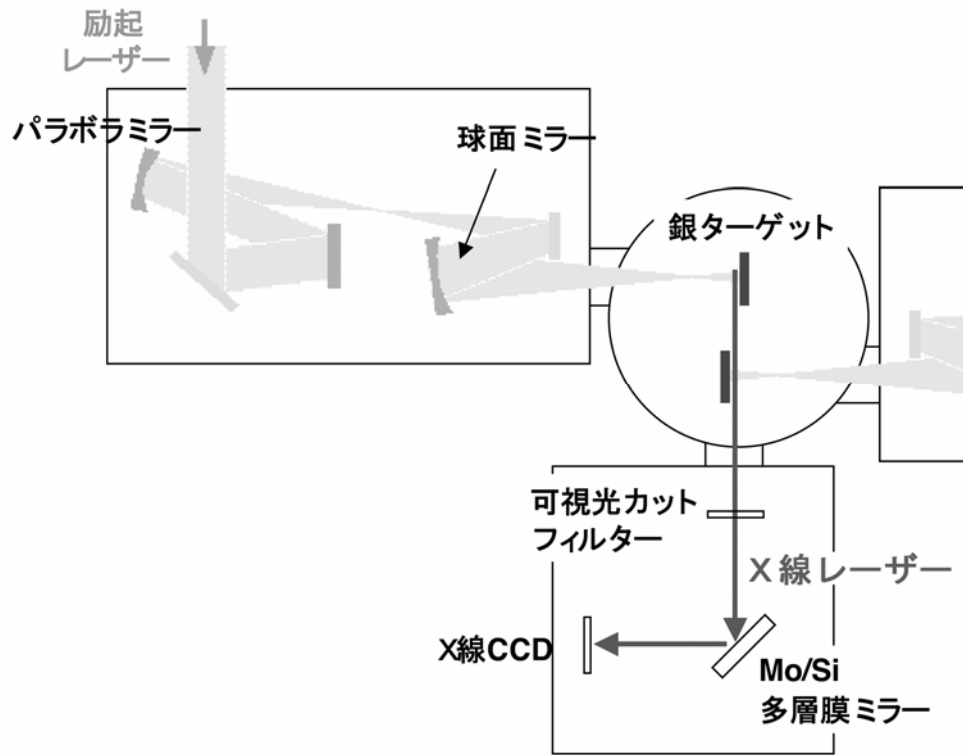 励起
レーザー
パラボラミラー
球面ミラー
銀ターゲット
可視光カット
フィルター
X線レーザー
X線CCD
Mo/Si
多層膜ミラー